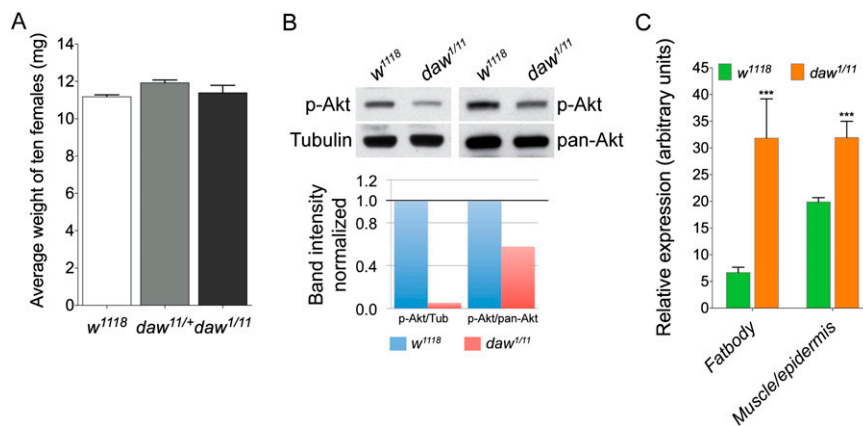 A
Average weight of ten females (mg)
14
12
10
8
6
4
2
0
w1118 daw11/+ daw1/11
B
w1118 daw1/11 w1118 daw1/11
p-Akt p-Akt
Tubulin pan-Akt
Band intensity
normalized
1.2
0.8
0.4
0.0
p-Akt/Tub p-Akt/pan-Akt
w1118 daw1/11
C
w1118 daw1/11
Relative expression (arbitrary units)
45
40
35
30
25
20
15
10
5
0
***
***
Fatbody
Muscle/epidermis